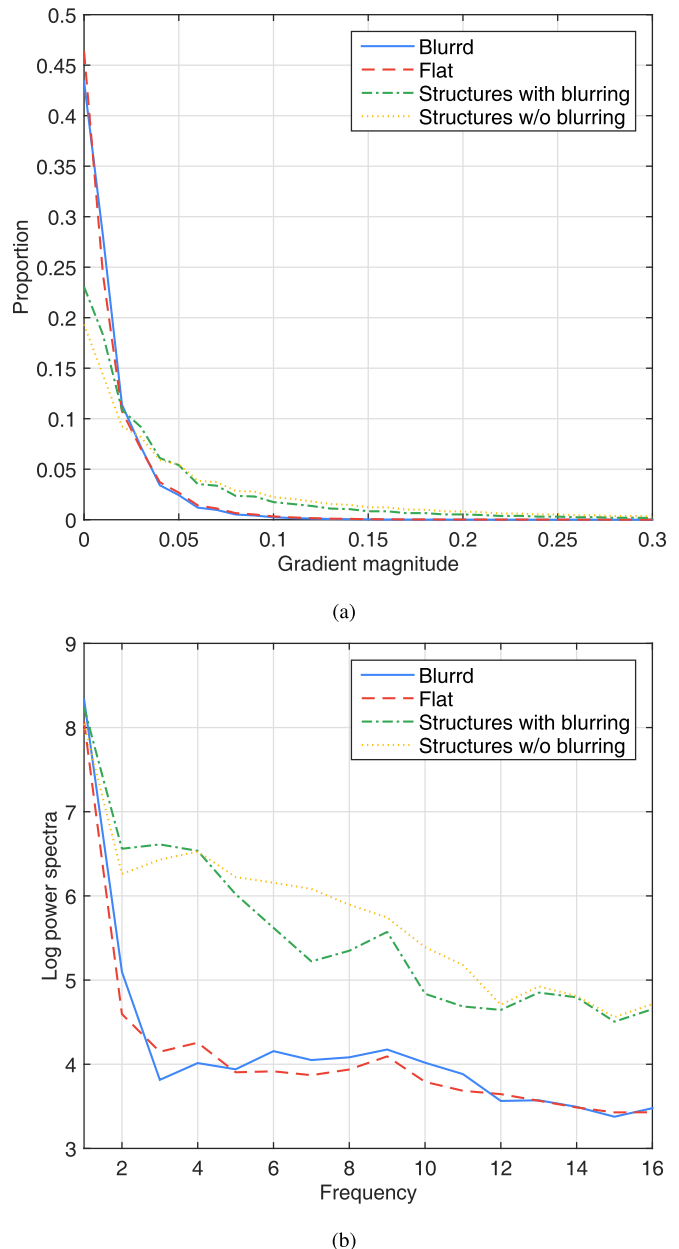 0.5
0.45
0.4
0.35
0.3
0.25
0.2
0.15
0.1
0.05
0
Proportion
Blurrd
Flat
Structures with blurring
Structures w/o blurring
0 0.05 0.1 0.15 0.2 0.25 0.3
Gradient magnitude
(a)
9
8
7
6
5
4
3
Log power spectra
Blurrd
Flat
Structures with blurring
Structures w/o blurring
2 4 6 8 10 12 14 16
Frequency
(b)